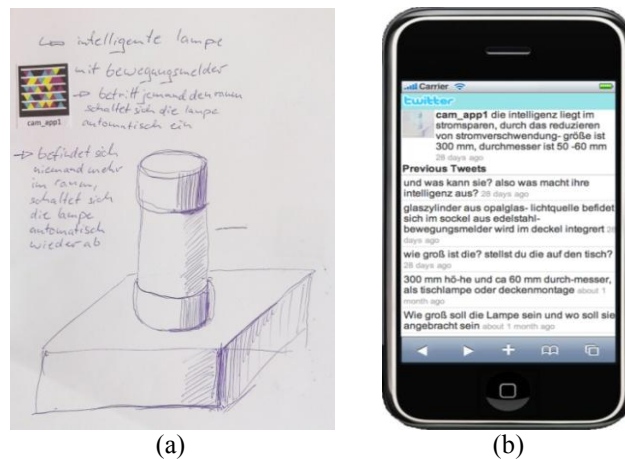 ↳ intelligente lampe
mit bewegungsmelder
→ betritt jemand den raum
schaltet sich die lampe
automatisch ein
cam_app1
→ befindet sich
niemand mehr
im raum,
schaltet sich
die lampe
automatisch
wieder ab
(a)
Carrier
twitter
cam_app1 die intelligenz liegt im
stromsparen, durch das reduzieren
von stromverschwendung- größe ist
300 mm, durchmesser ist 50 -60 mm
28 days ago
Previous Tweets
und was kann sie? also was macht ihre
intelligenz aus? 28 days ago
glaszylinder aus opalglas- lichtquelle befidet
sich im sockel aus edelstahl-
bewegungsmelder wird im deckel integrert 28
days ago
wie groß ist die? stellst du die auf den tisch?
28 days ago
300 mm hö-he und ca 60 mm durch-messer,
als tischlampe oder deckenmontage about 1
month ago
Wie groß soll die Lampe sein und wo soll sie
angebracht sein about 1 month ago
(b)